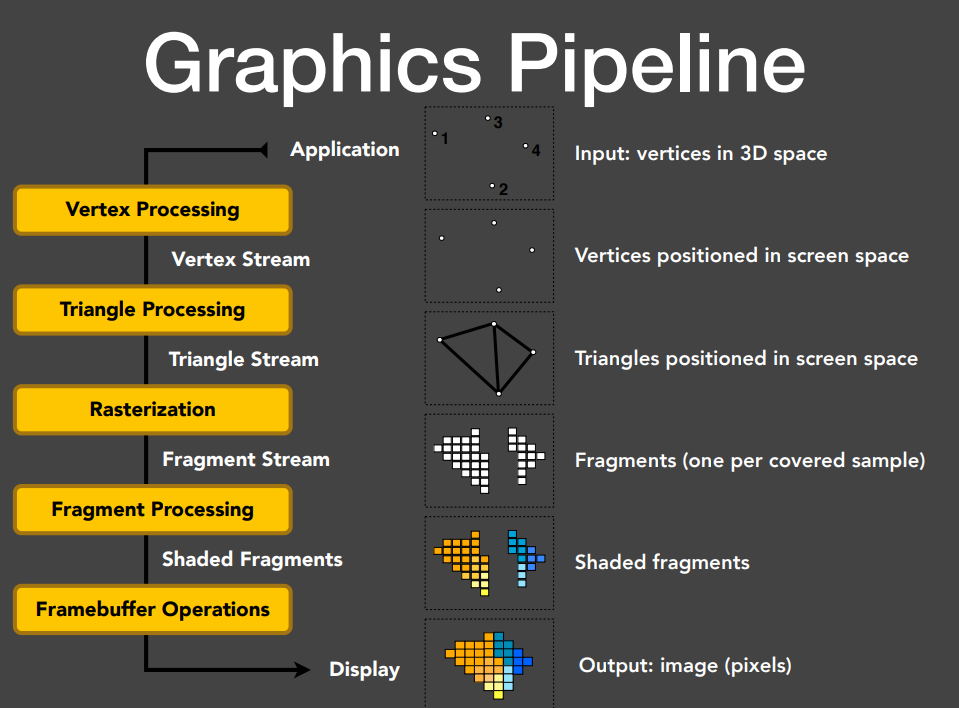 Graphics Pipeline
Application
1
3
4
2
Input: vertices in 3D space
Vertex Processing
Vertex Stream
Vertices positioned in screen space
Triangle Processing
Triangle Stream
Triangles positioned in screen space
Rasterization
Fragment Stream
Fragments (one per covered sample)
Fragment Processing
Shaded Fragments
Shaded fragments
Framebuffer Operations
Display
Output: image (pixels)